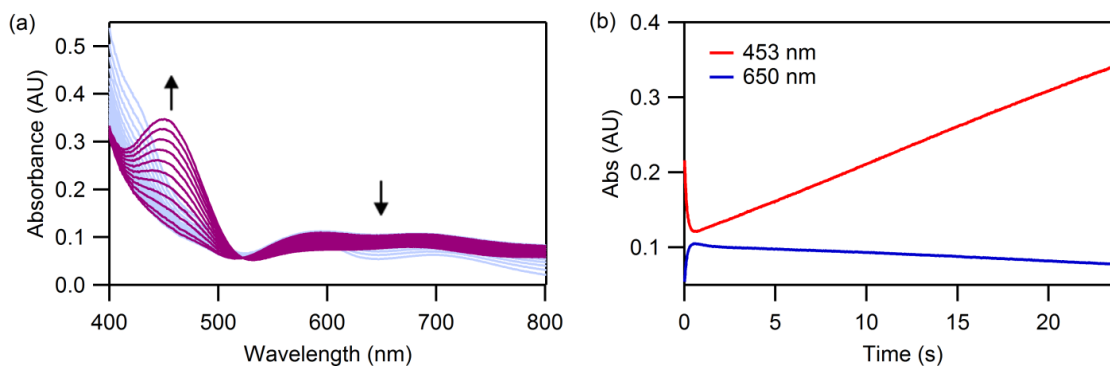 (a)
Absorbance (AU)
0.5
0.4
0.3
0.2
0.1
0.0
400 500 600 700 800
Wavelength (nm)
(b)
Abs (AU)
0.4
0.3
0.2
0.1
453 nm
650 nm
0 5 10 15 20
Time (s)